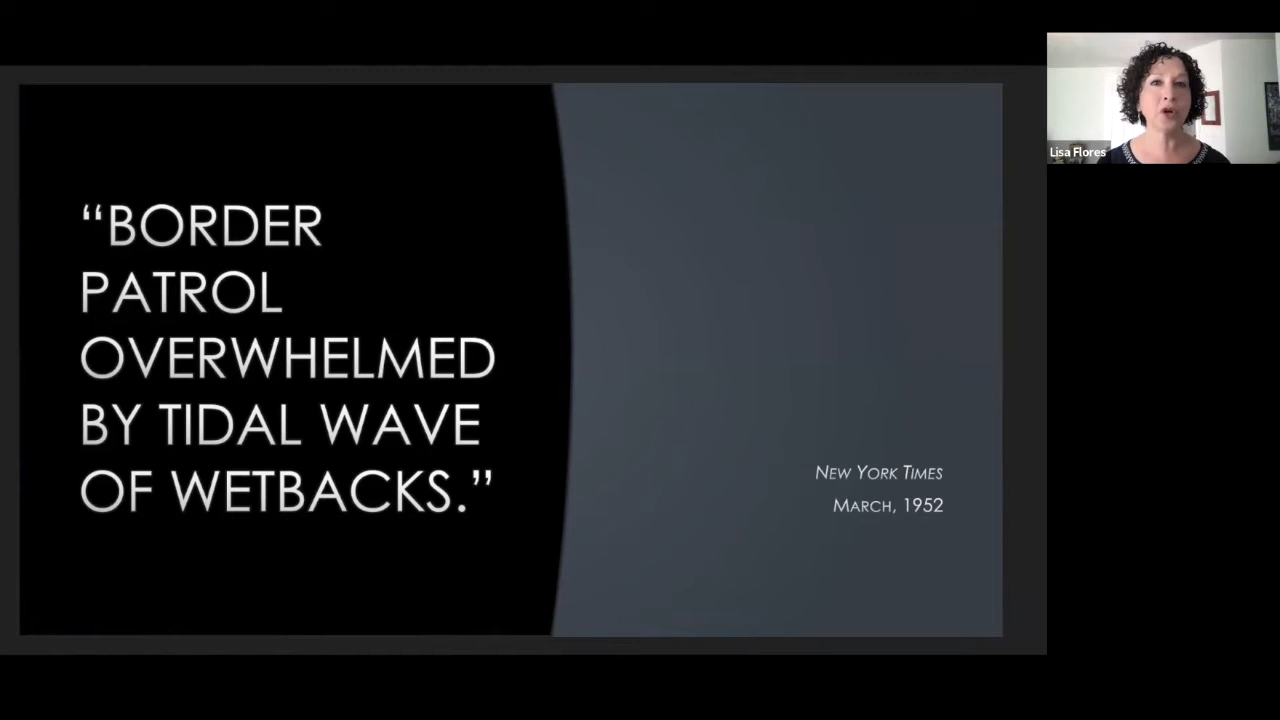 “BORDER
PATROL
OVERWHELMED
BY TIDAL WAVE
OF WETBACKS.”
NEW YORK TIMES
MARCH, 1952
Lisa Flores